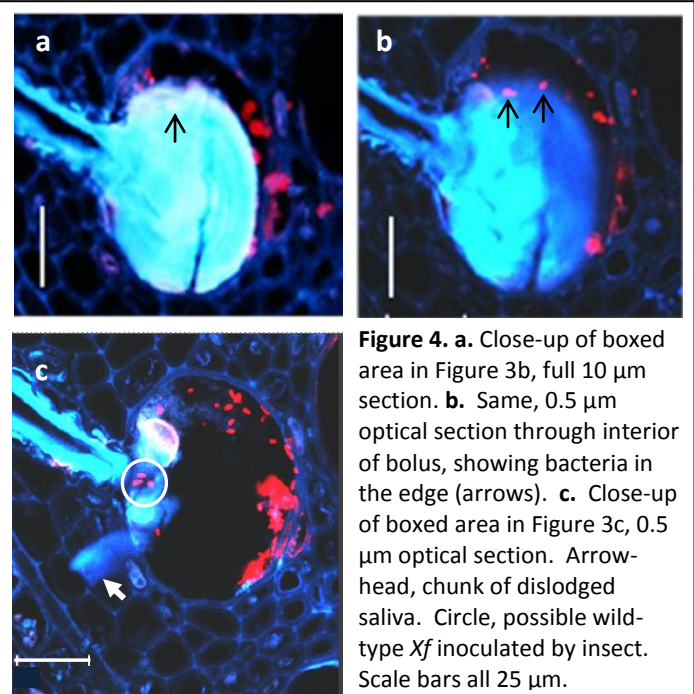 a
b
c
Figure 4. a. Close-up of boxed
area in Figure 3b, full 10 µm
section. b. Same, 0.5 µm
optical section through interior
of bolus, showing bacteria in
the edge (arrows). c. Close-up
of boxed area in Figure 3c, 0.5
µm optical section. Arrow-
head, chunk of dislodged
saliva. Circle, possible wild-
type Xf inoculated by insect.
Scale bars all 25 µm.